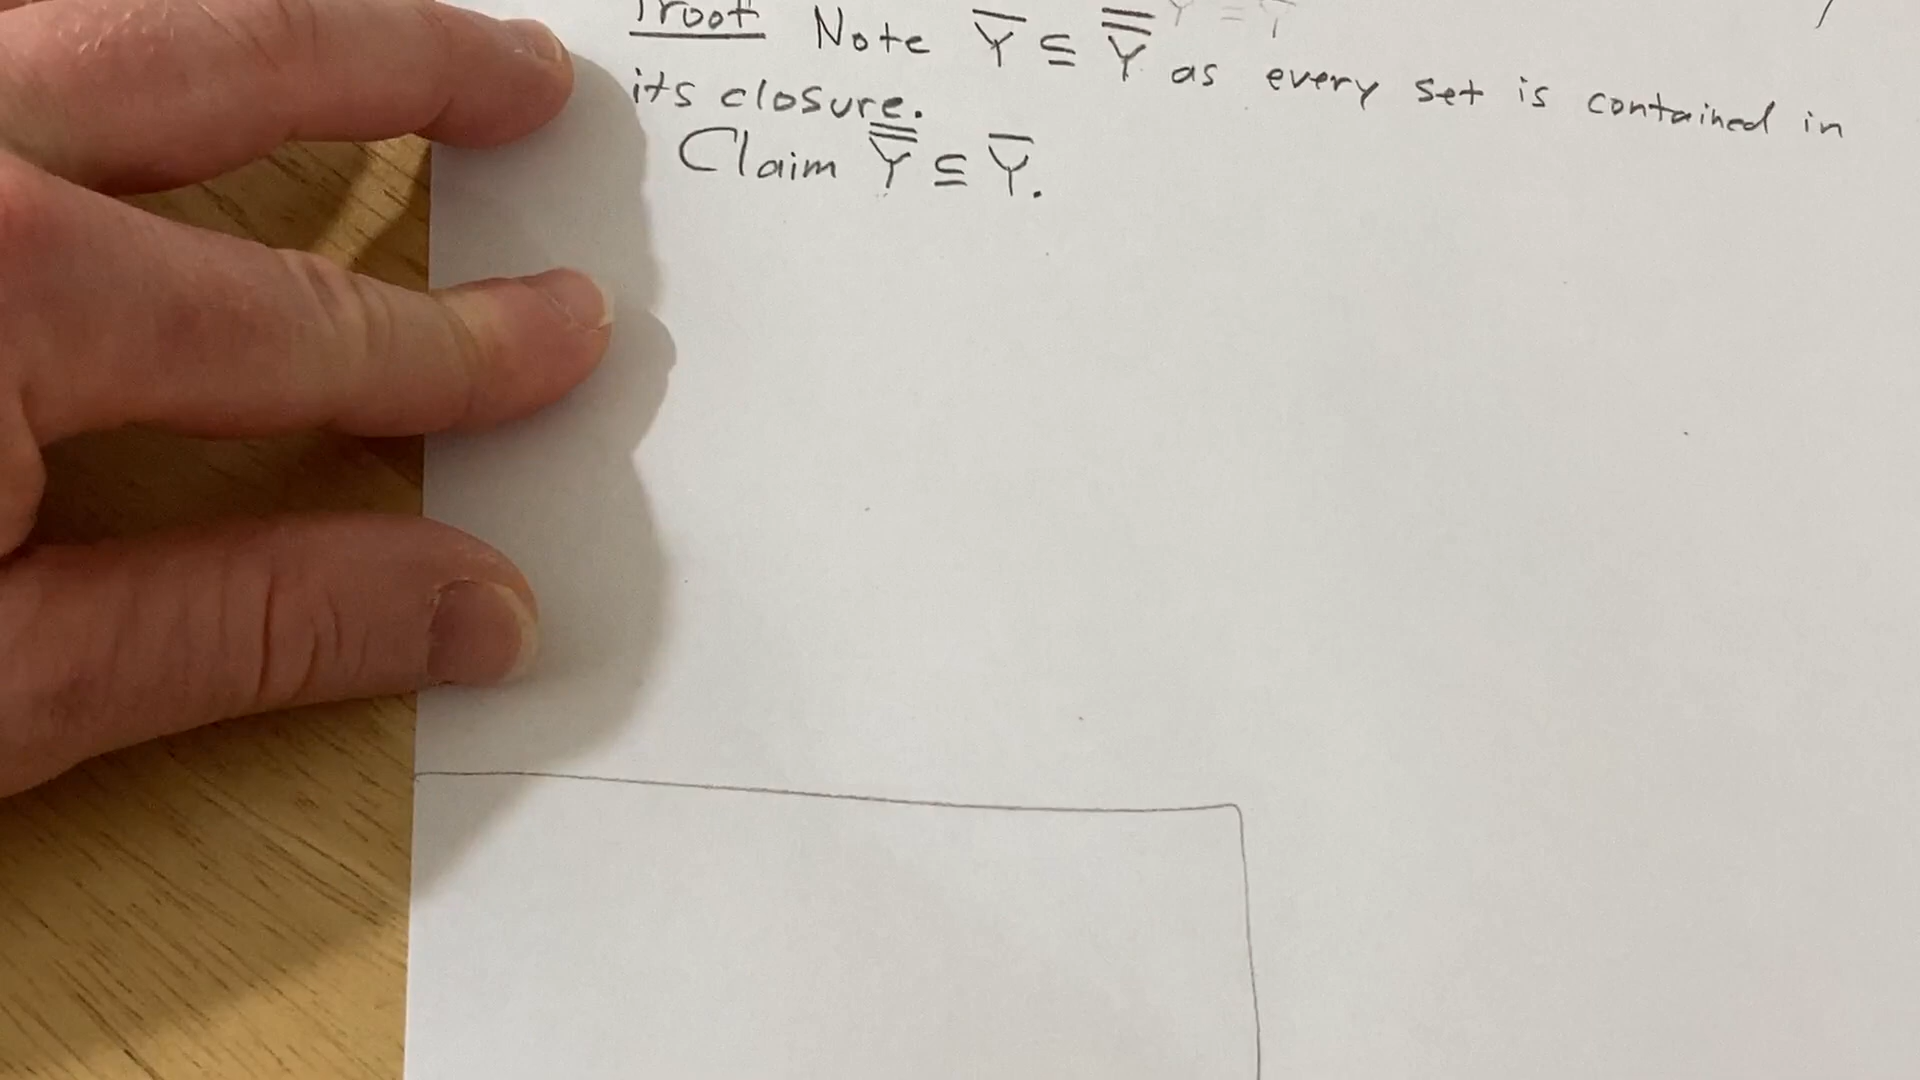 Proof Note Y̅ ⊆ Y̿ as every set is contained in
its closure.
Claim Y̿ ⊆ Y̅.